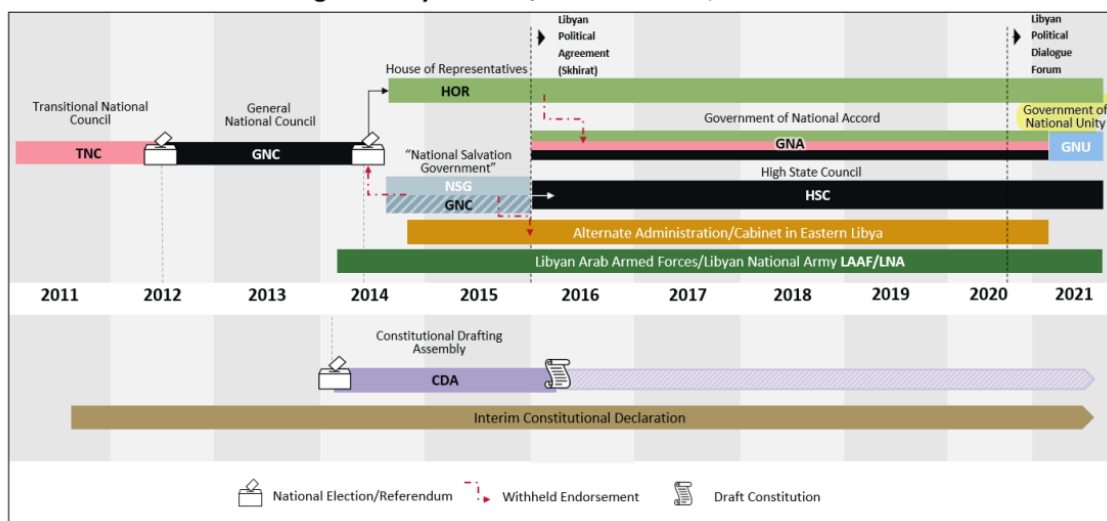 Libyan
Political
Agreement
(Skhirat)
Libyan
Political
Dialogue
Forum
House of Representatives
HOR
Transitional National
Council
General
National Council
Government of National Accord
Government of
National Unity
TNC
GNC
GNA
GNU
"National Salvation
Government"
NSG
GNC
High State Council
HSC
Alternate Administration/Cabinet in Eastern Libya
Libyan Arab Armed Forces/Libyan National Army LAAF/LNA
2011 2012 2013 2014 2015 2016 2017 2018 2019 2020 2021
Constitutional Drafting
Assembly
CDA
Interim Constitutional Declaration
National Election/Referendum
Withheld Endorsement
Draft Constitution